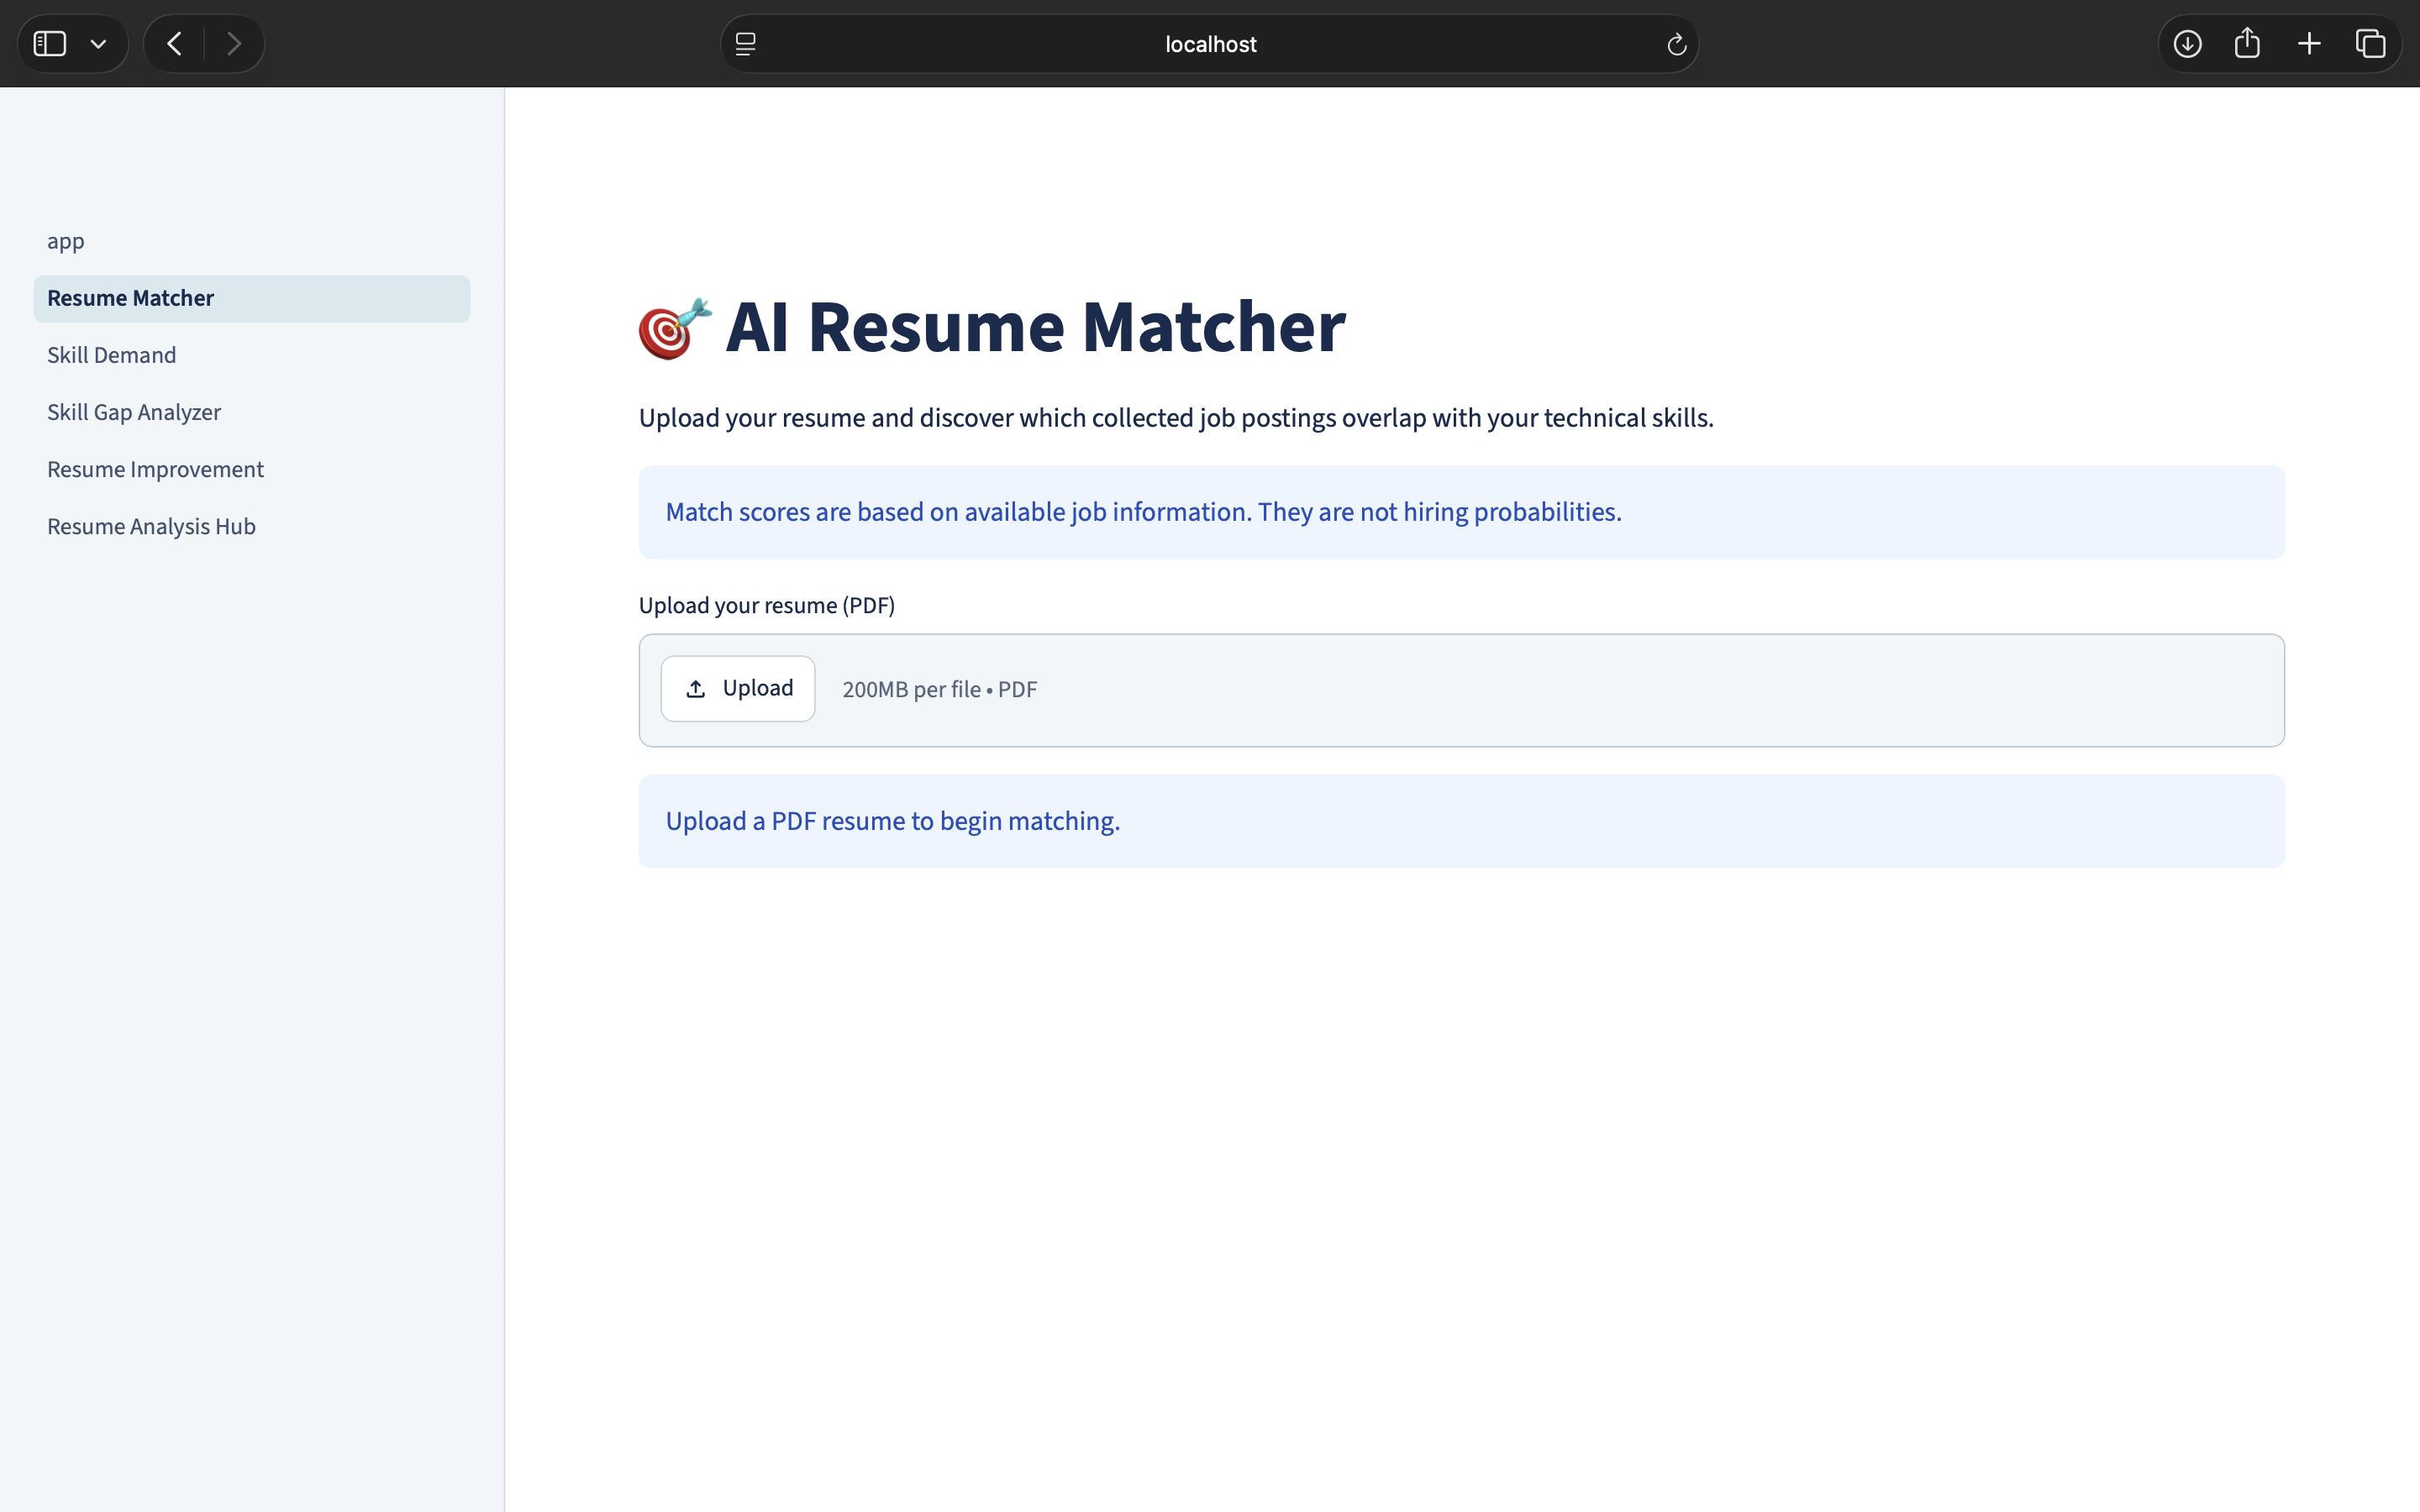 localhost
app
Resume Matcher
Skill Demand
Skill Gap Analyzer
Resume Improvement
Resume Analysis Hub
AI Resume Matcher
Upload your resume and discover which collected job postings overlap with your technical skills.
Match scores are based on available job information. They are not hiring probabilities.
Upload your resume (PDF)
Upload
200MB per file • PDF
Upload a PDF resume to begin matching.